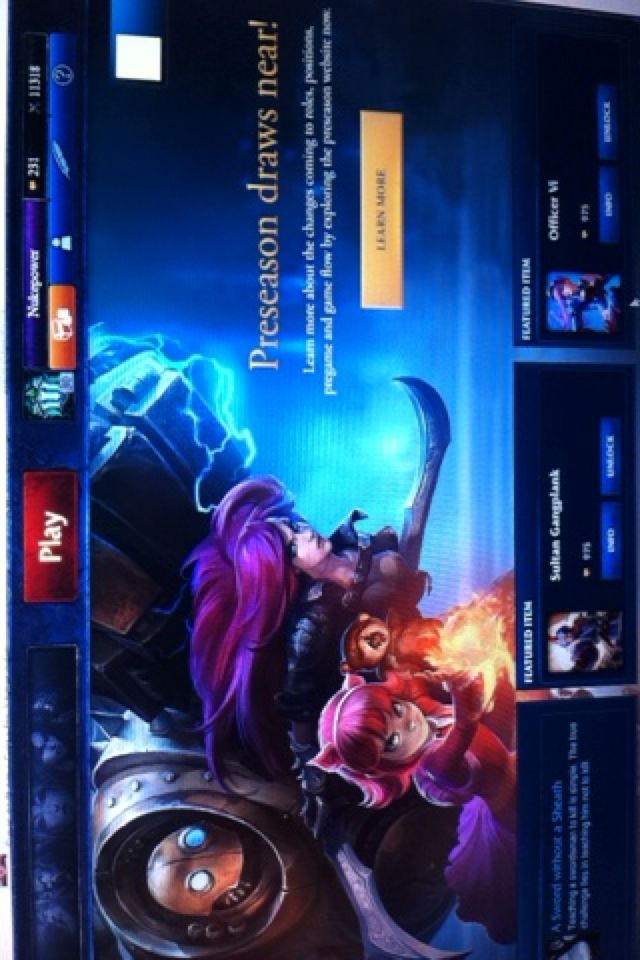 Play
Nukepower
231
11318
?
Preseason draws near!
Learn more about the changes coming to roles, positions,
pregame and game flow by exploring the preseason website now.
LEARN MORE
A Sword without a Sheath
Teaching a swordsman to kill is simple. The true
challenge lies in teaching him not to kill
FEATURED ITEM
Sultan Gangplank
975
INFO
UNLOCK
FEATURED ITEM
Officer Vi
975
INFO
UNLOCK